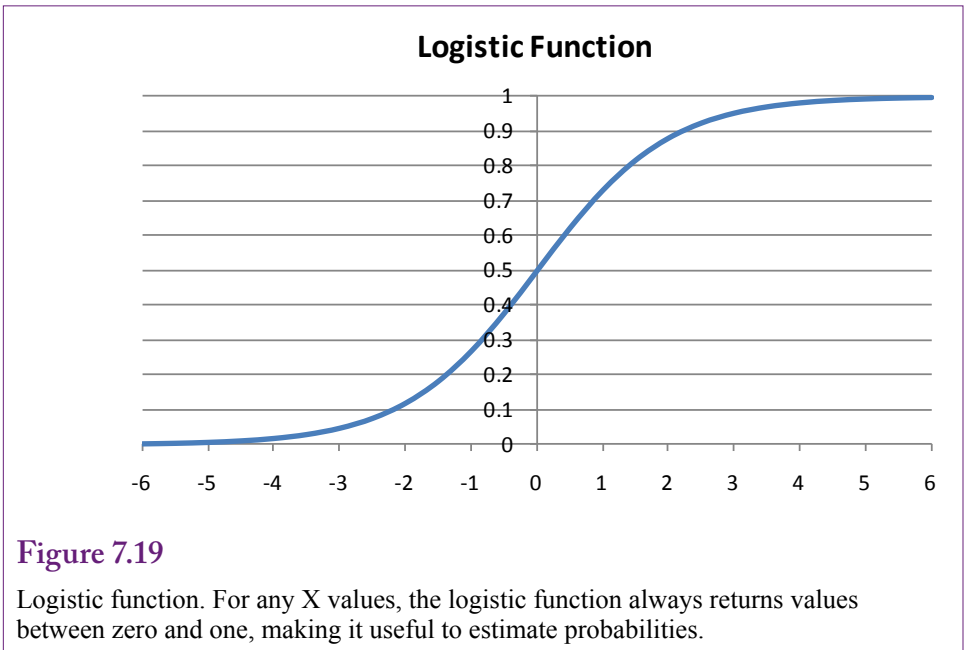 Logistic Function
1
0.9
0.8
0.7
0.6
0.5
0.4
0.3
0.2
0.1
0
-6 -5 -4 -3 -2 -1 0 1 2 3 4 5 6
Figure 7.19
Logistic function. For any X values, the logistic function always returns values
between zero and one, making it useful to estimate probabilities.